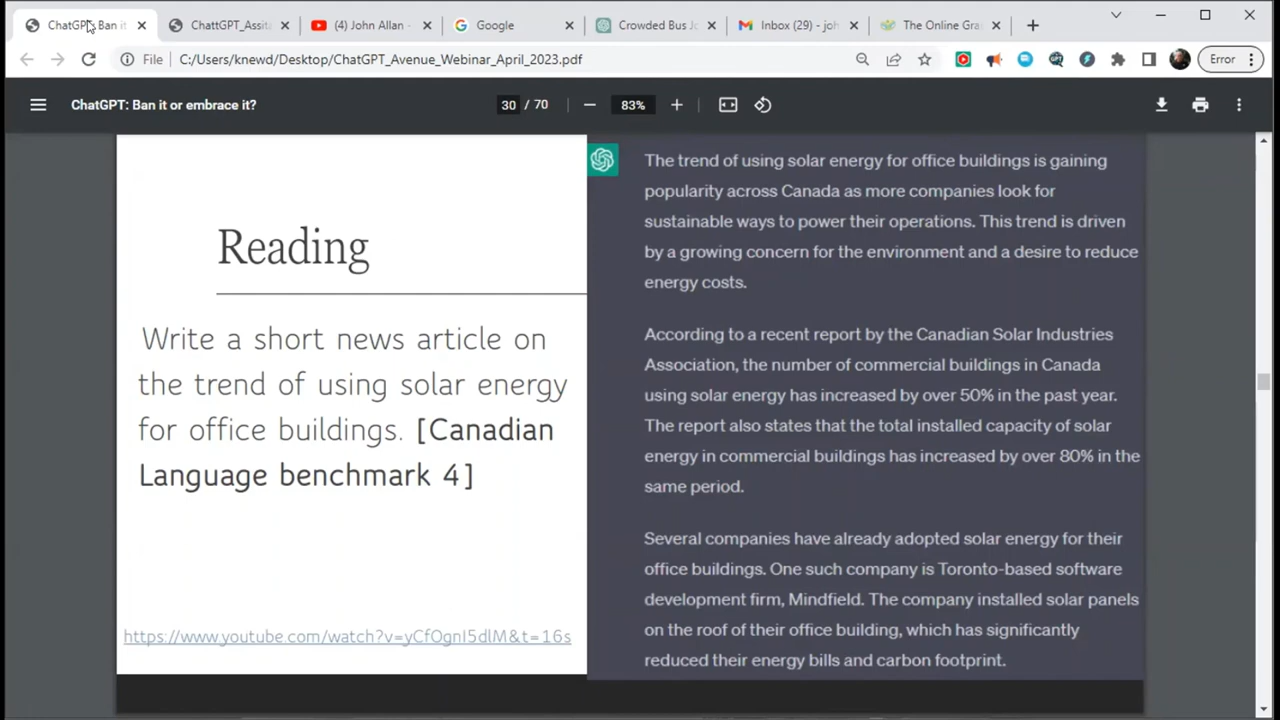 ChatGPT: Ban it
ChattGPT_Assita
(4) John Allan -
Google
Crowded Bus Jo
Inbox (29) - joh
The Online Gra
File C:/Users/knewd/Desktop/ChatGPT_Avenue_Webinar_April_2023.pdf
Error
ChatGPT: Ban it or embrace it?
30 / 70
83%
Reading
Write a short news article on
the trend of using solar energy
for office buildings. [Canadian
Language benchmark 4]
https://www.youtube.com/watch?v=yCfOgnI5dlM&t=16s
The trend of using solar energy for office buildings is gaining
popularity across Canada as more companies look for
sustainable ways to power their operations. This trend is driven
by a growing concern for the environment and a desire to reduce
energy costs.
According to a recent report by the Canadian Solar Industries
Association, the number of commercial buildings in Canada
using solar energy has increased by over 50% in the past year.
The report also states that the total installed capacity of solar
energy in commercial buildings has increased by over 80% in the
same period.
Several companies have already adopted solar energy for their
office buildings. One such company is Toronto-based software
development firm, Mindfield. The company installed solar panels
on the roof of their office building, which has significantly
reduced their energy bills and carbon footprint.